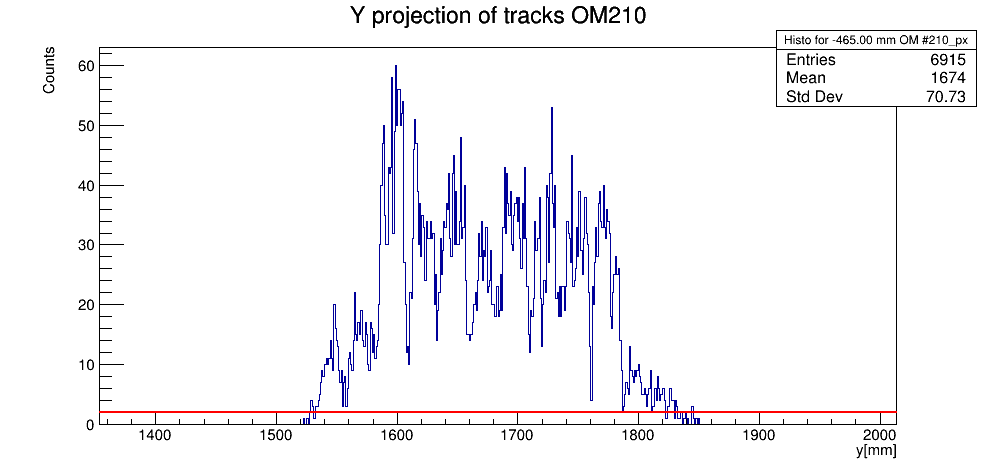 Y projection of tracks OM210
Histo for -465.00 mm OM #210_px
Entries 6915
Mean 1674
Std Dev 70.73
Counts
60
50
40
30
20
10
0
1400 1500 1600 1700 1800 1900 2000
y[mm]